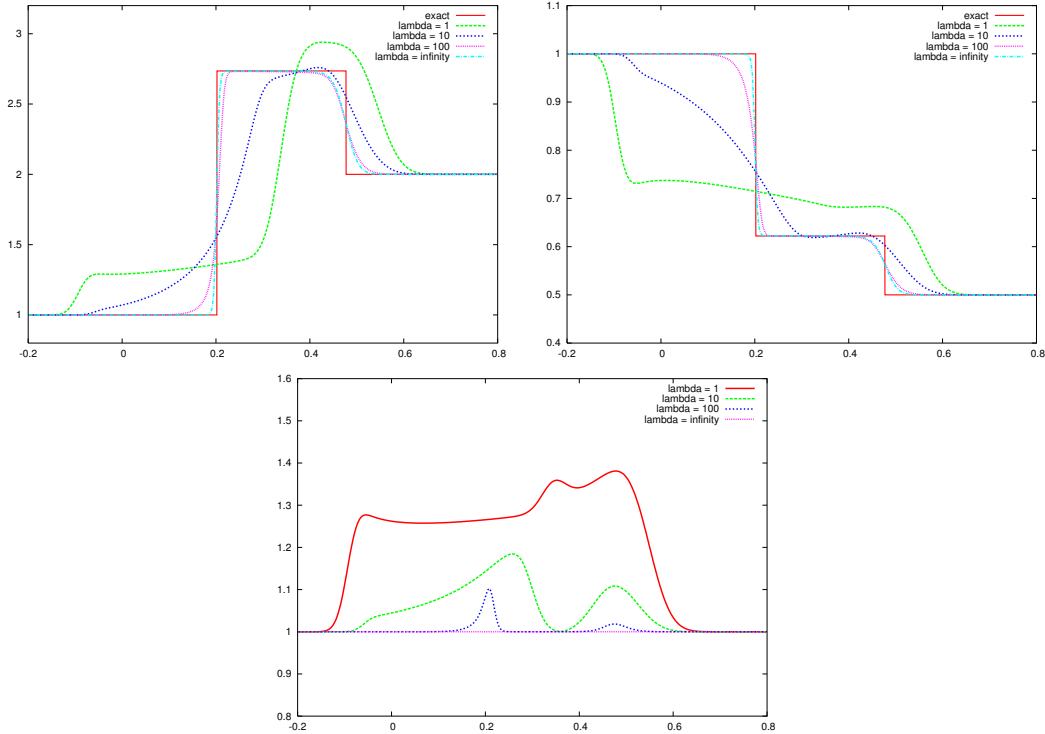 exact
lambda = 1
lambda = 10
lambda = 100
lambda = infinity
3
2.5
2
1.5
1
-0.2 0 0.2 0.4 0.6 0.8
exact
lambda = 1
lambda = 10
lambda = 100
lambda = infinity
1.1
1
0.9
0.8
0.7
0.6
0.5
0.4
-0.2 0 0.2 0.4 0.6 0.8
lambda = 1
lambda = 10
lambda = 100
lambda = infinity
1.6
1.5
1.4
1.3
1.2
1.1
1
0.9
0.8
-0.2 0 0.2 0.4 0.6 0.8